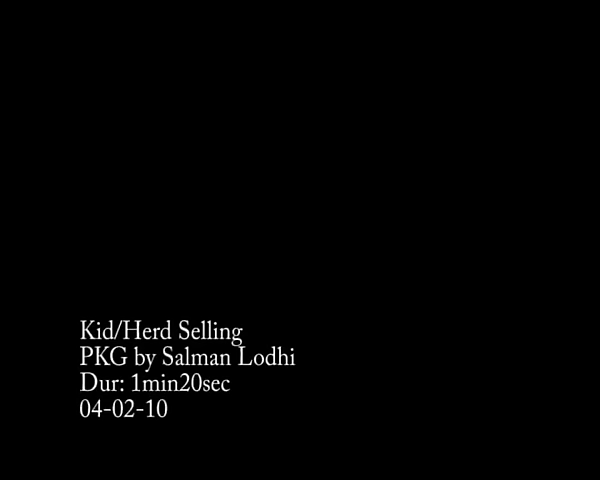 Kid/Herd Selling
PKG by Salman Lodhi
Dur: 1min20sec
04-02-10